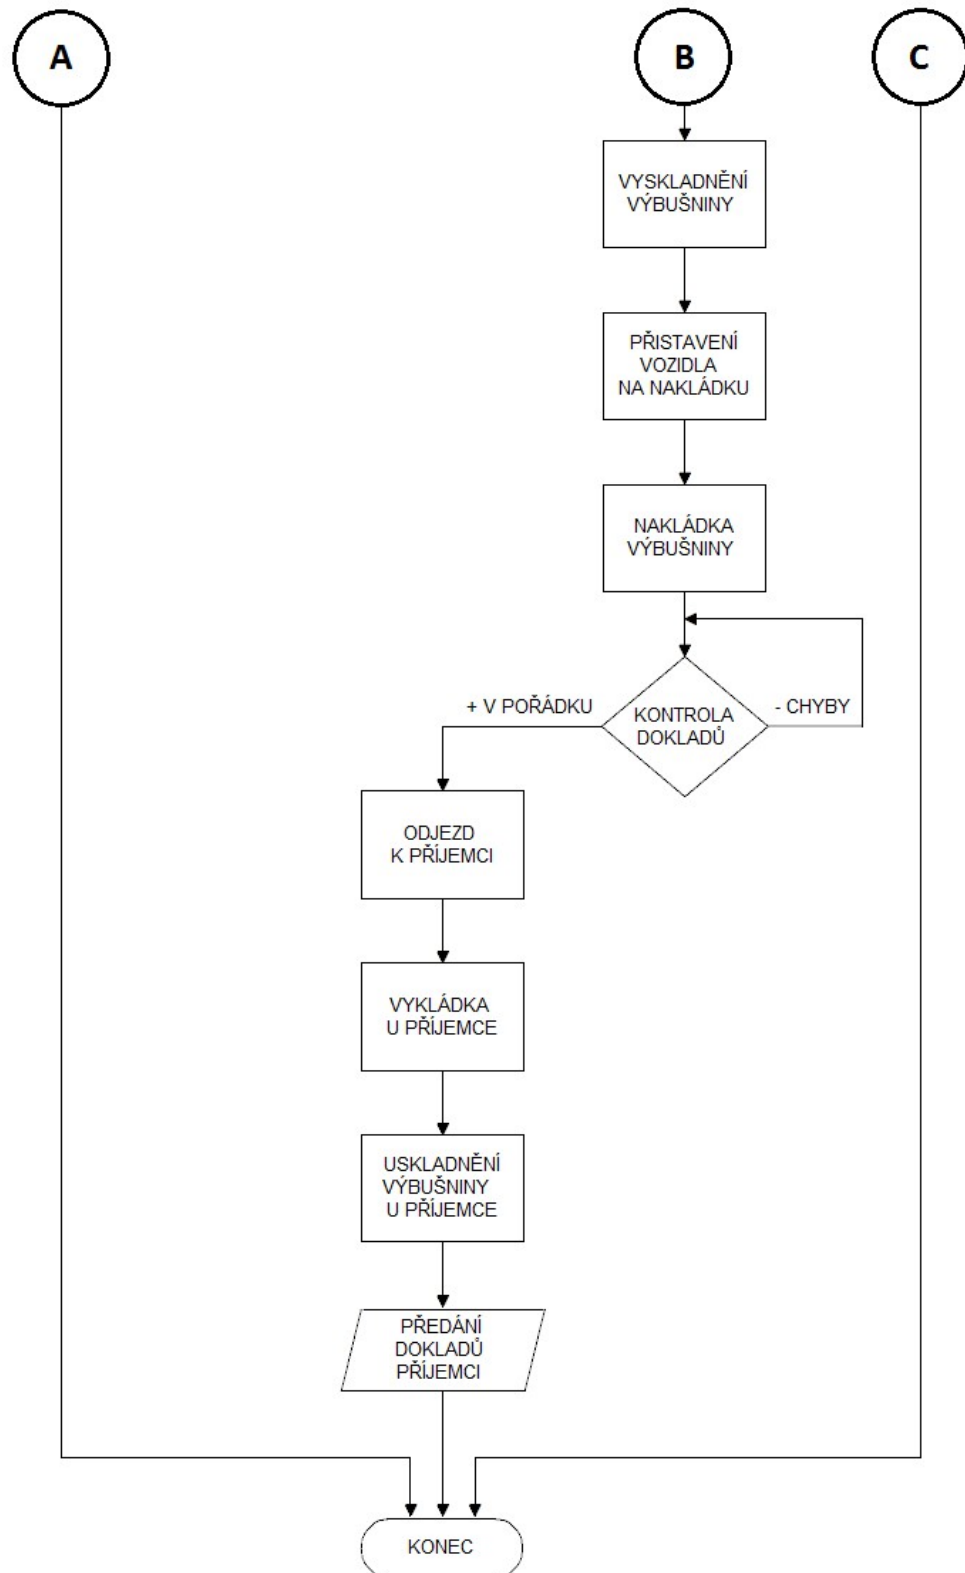 A
B
C
VYSKLADNĚNÍ
VÝBUŠNINY
PŘISTAVENÍ
VOZIDLA
NA NAKLÁDKU
NAKLÁDKA
VÝBUŠNINY
+ V POŘÁDKU
- CHYBY
KONTROLA
DOKLADŮ
ODJEZD
K PŘÍJEMCI
VYKLÁDKA
U PŘÍJEMCE
USKLADNĚNÍ
VÝBUŠNINY
U PŘÍJEMCE
PŘEDÁNÍ
DOKLADŮ
PŘÍJEMCI
KONEC